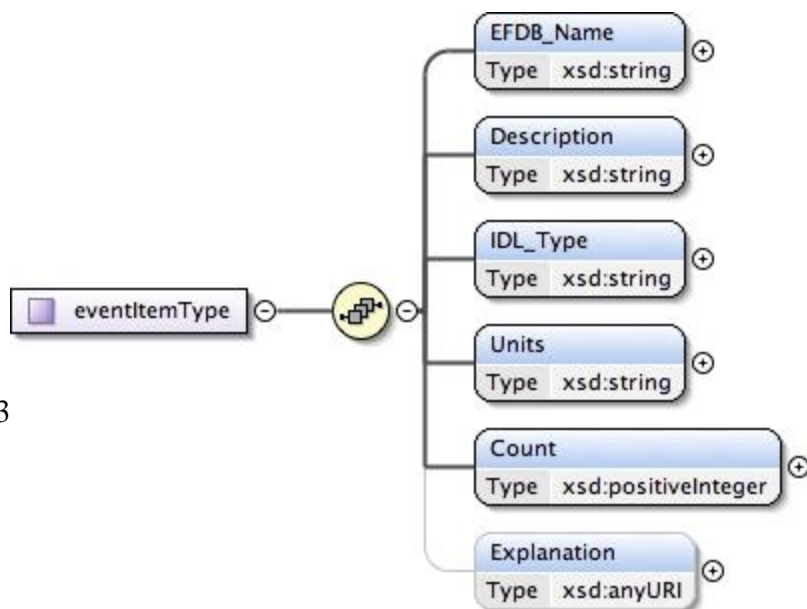 EFDB_Name
Type xsd:string
Description
Type xsd:string
IDL_Type
Type xsd:string
eventItemType
Units
Type xsd:string
3
Count
Type xsd:positiveInteger
Explanation
Type xsd:anyURI